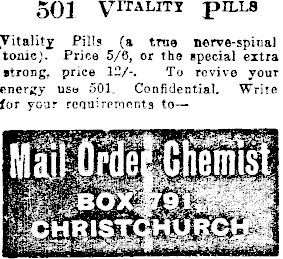 501 VITALITY PILLS
Vitality Pills (a true nerve-spinal
tonic). Price 5/6, or the special extra
strong, price 12/-. To revive your
energy use 501. Confidential. Write
for your requirements to—
Mail Order Chemist
BOX 791,
CHRISTCHURCH